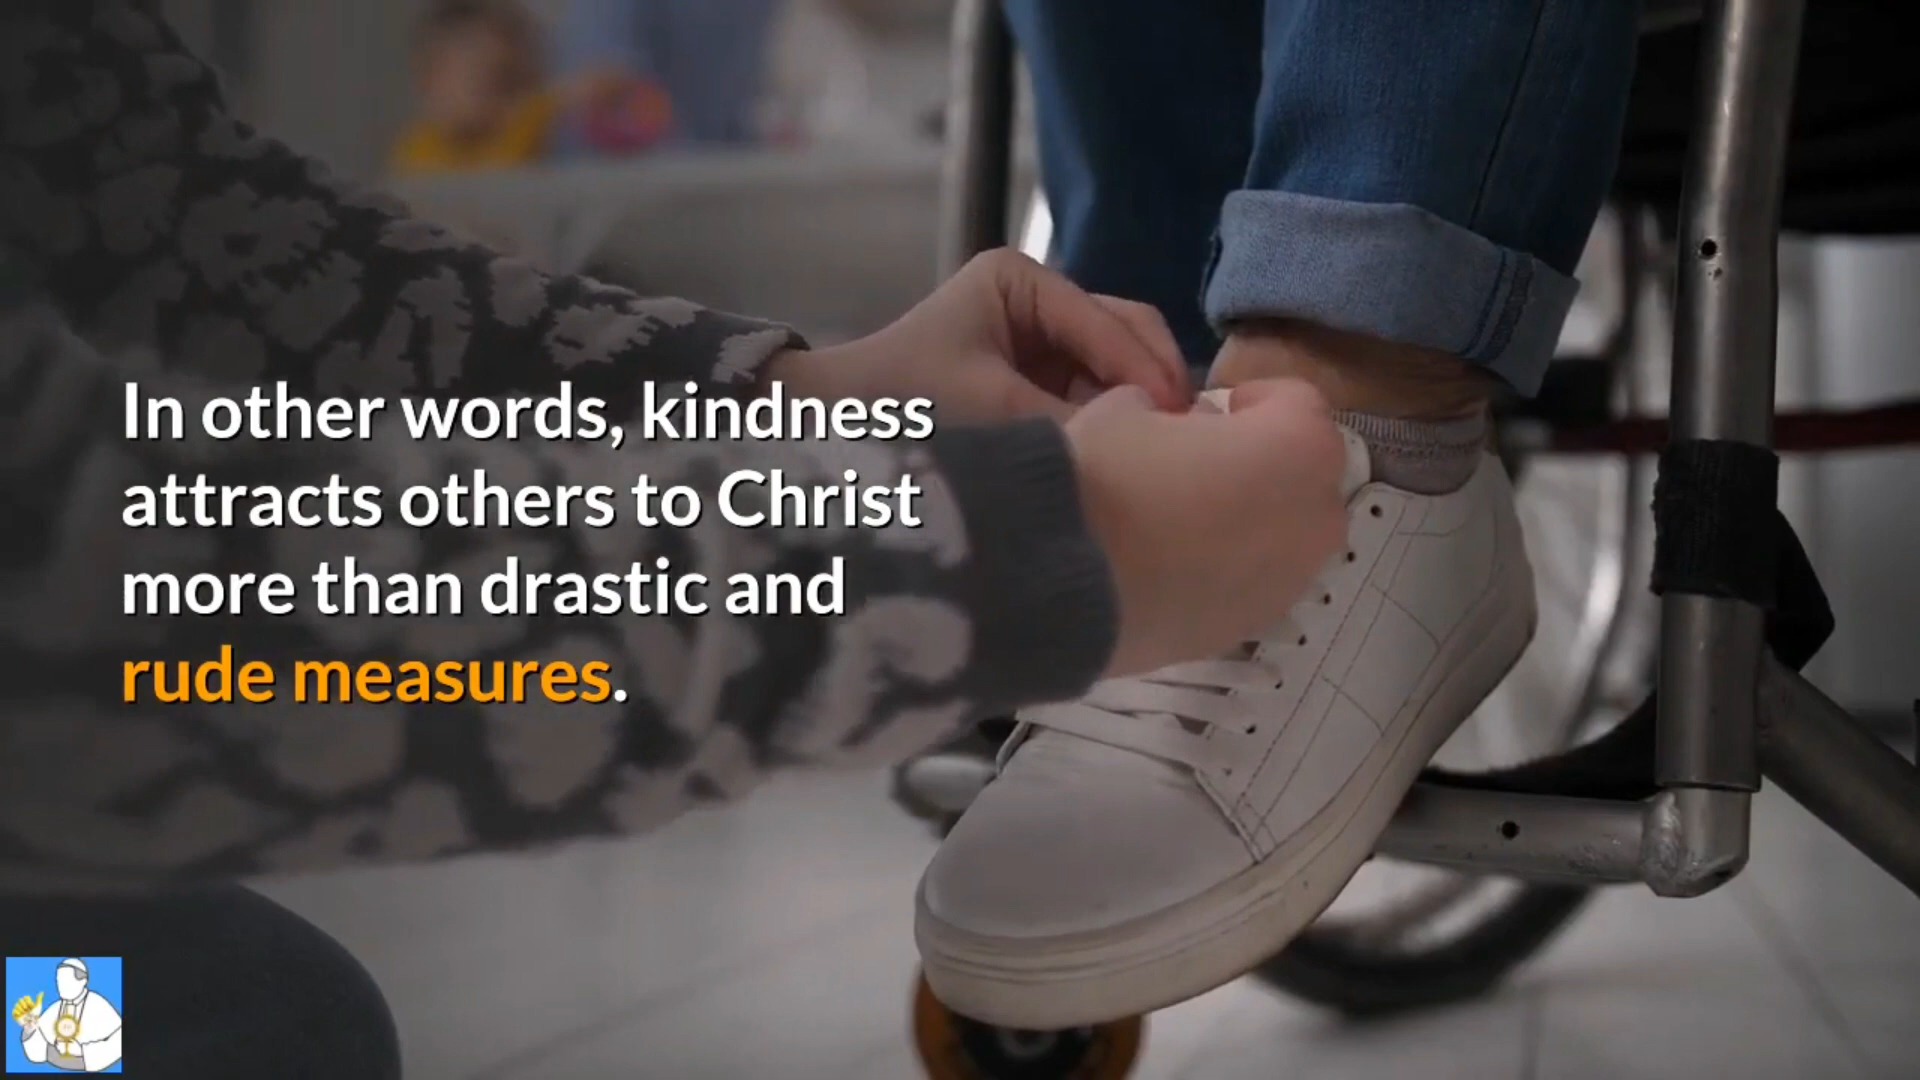 In other words, kindness
attracts others to Christ
more than drastic and
rude measures.